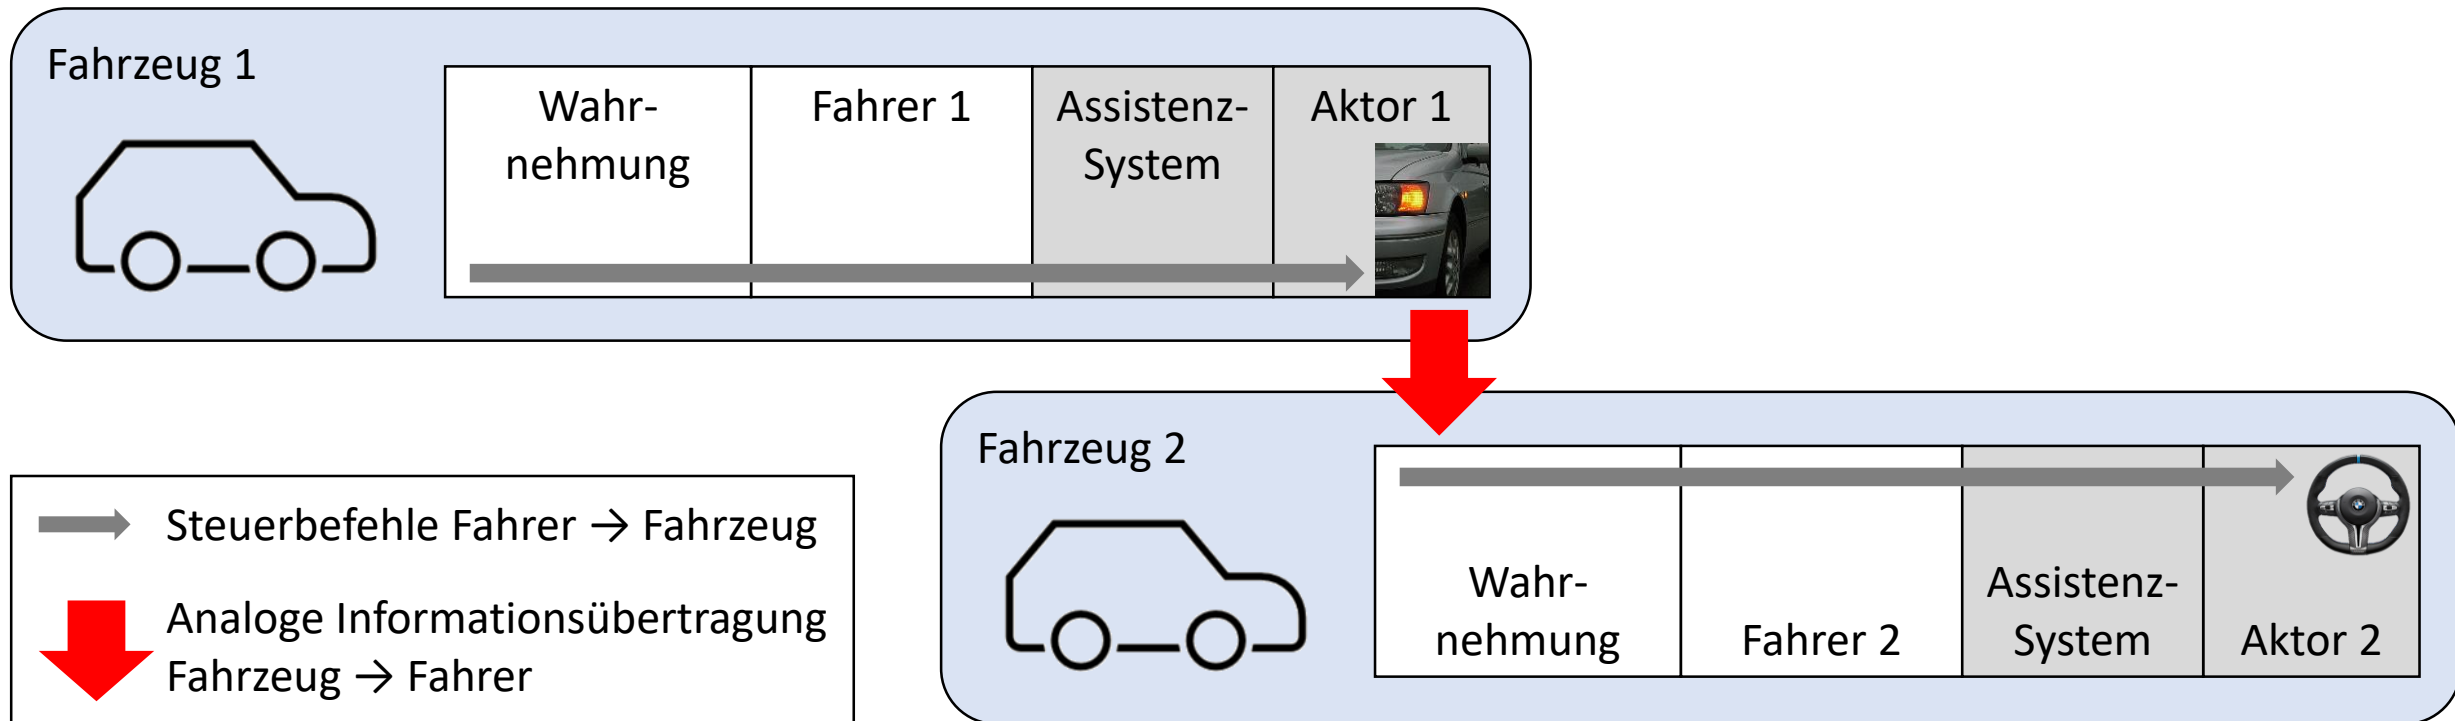 Fahrzeug 1
Wahr-
nehmung
Fahrer 1
Assistenz-
System
Aktor 1
Fahrzeug 2
Wahr-
nehmung
Fahrer 2
Assistenz-
System
Aktor 2
Steuerbefehle Fahrer → Fahrzeug
Analoge Informationsübertragung
Fahrzeug → Fahrer